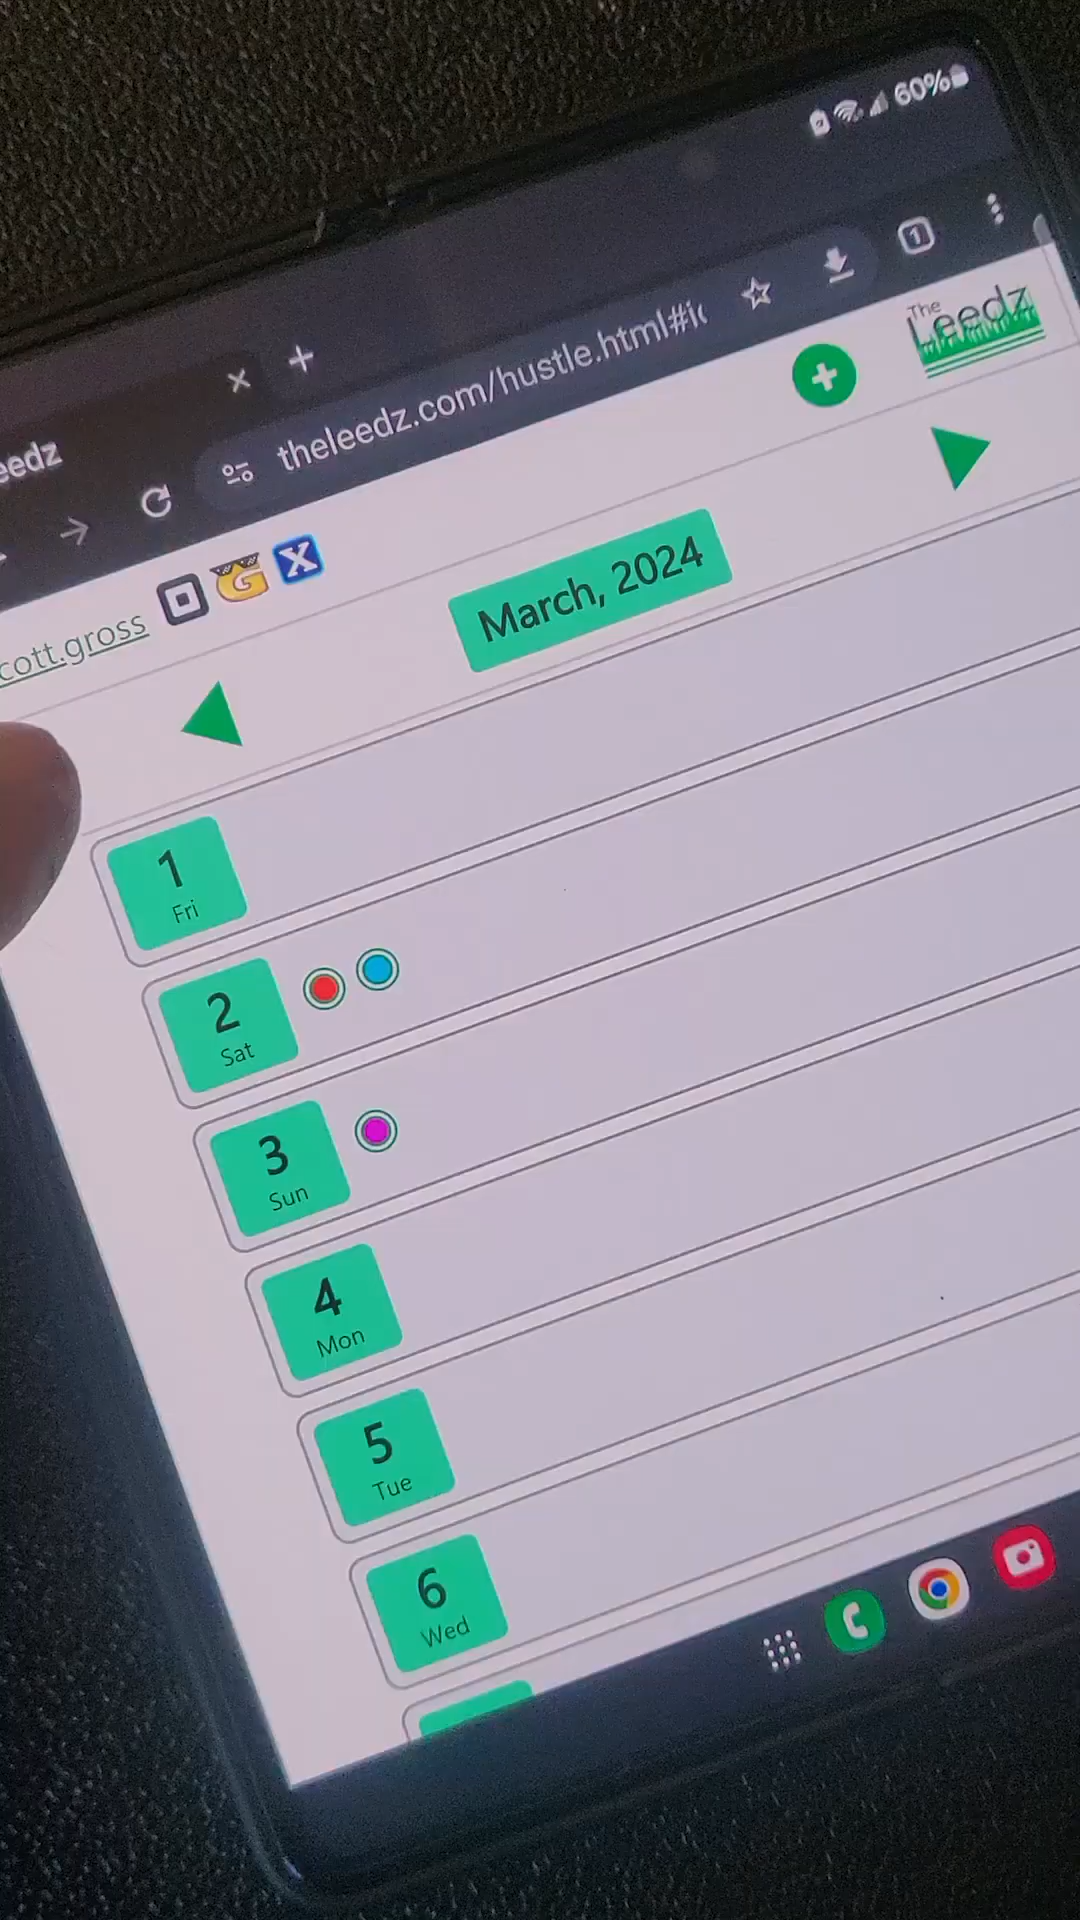 60%
1
eedz
theleedz.com/hustle.html#i
The
Leedz
cott.gross
G
X
March, 2024
1
Fri
2
Sat
3
Sun
4
Mon
5
Tue
6
Wed